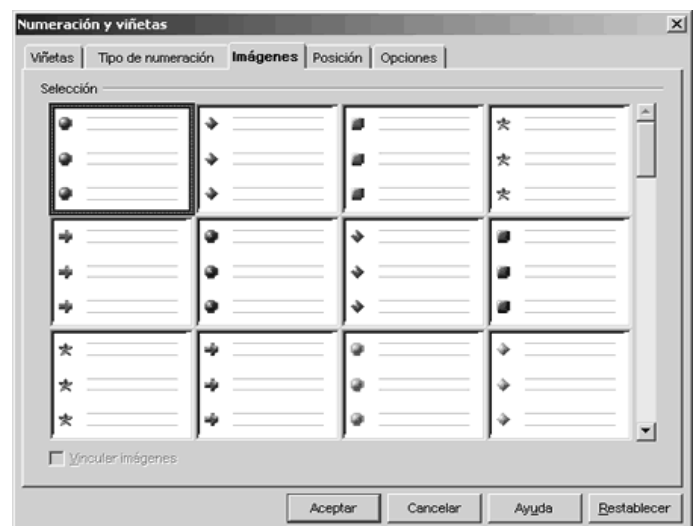 Numeración y viñetas
Viñetas Tipo de numeración Imágenes Posición Opciones
Selección
Vincular imágenes
Aceptar Cancelar Ayuda Restablecer